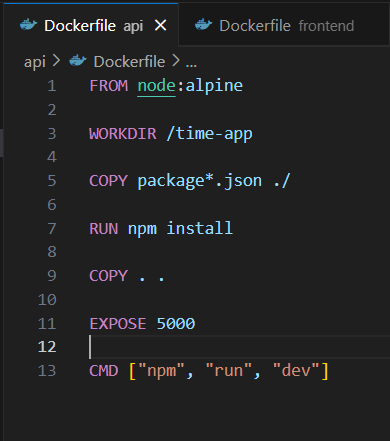 Dockerfile api × Dockerfile frontend
api > Dockerfile > ...
1 FROM node:alpine
2
3 WORKDIR /time-app
4
5 COPY package*.json ./
6
7 RUN npm install
8
9 COPY . .
10
11 EXPOSE 5000
12
13 CMD ["npm", "run", "dev"]